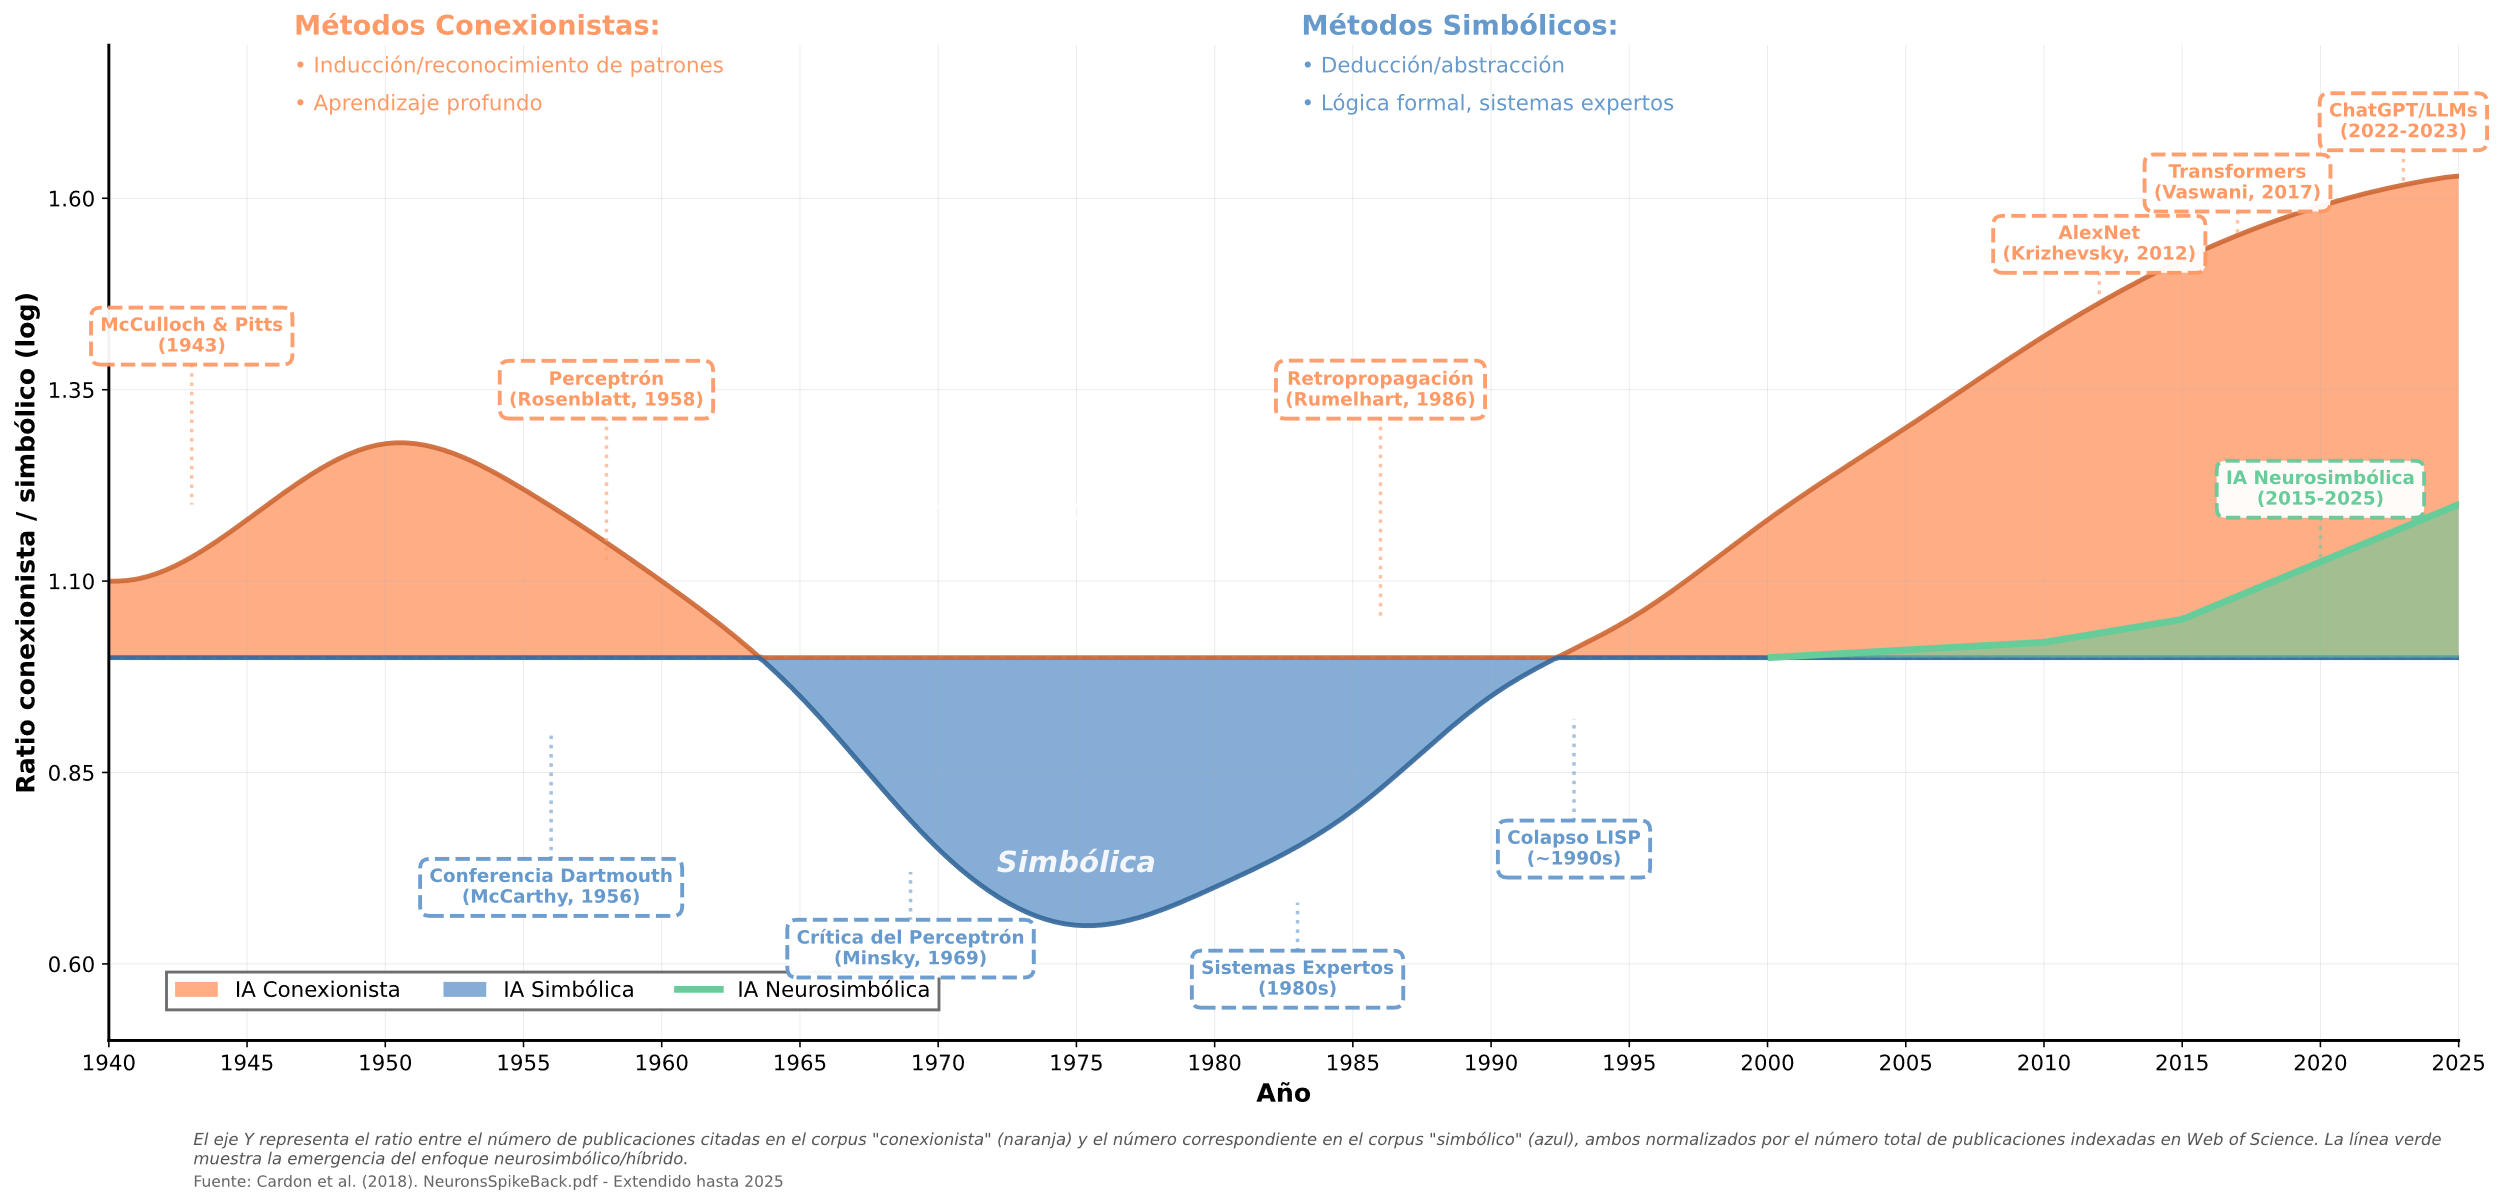 Métodos Conexionistas:
• Inducción/reconocimiento de patrones
• Aprendizaje profundo
Métodos Simbólicos:
• Deducción/abstracción
• Lógica formal, sistemas expertos
ChatGPT/LLMs
(2022-2023)
Transformers
(Vaswani, 2017)
AlexNet
(Krizhevsky, 2012)
McCulloch & Pitts
(1943)
Perceptrón
(Rosenblatt, 1958)
Retropropagación
(Rumelhart, 1986)
IA Neurosimbólica
(2015-2025)
Ratio conexionista / simbólico (log)
1.60
1.35
1.10
0.85
0.60
Simbólica
Colapso LISP
(~1990s)
Conferencia Dartmouth
(McCarthy, 1956)
Crítica del Perceptrón
(Minsky, 1969)
Sistemas Expertos
(1980s)
IA Conexionista
IA Simbólica
IA Neurosimbólica
1940 1945 1950 1955 1960 1965 1970 1975 1980 1985 1990 1995 2000 2005 2010 2015 2020 2025
Año
El eje Y representa el ratio entre el número de publicaciones citadas en el corpus "conexionista" (naranja) y el número correspondiente en el corpus "simbólico" (azul), ambos normalizados por el número total de publicaciones indexadas en Web of Science. La línea verde
muestra la emergencia del enfoque neurosimbólico/híbrido.
Fuente: Cardon et al. (2018). NeuronsSpikeBack.pdf - Extendido hasta 2025